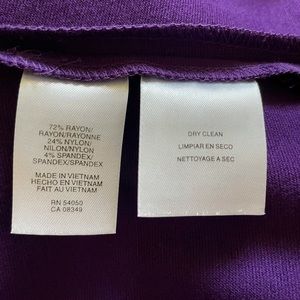 72% RAYON/
RAYON/RAYONNE
24% NYLON/
NILON/NYLON
4% SPANDEX/
SPANDEX/SPANDEX
MADE IN VIETNAM
HECHO EN VIETNAM
FAIT AU VIETNAM
RN 54050
CA 08349
DRY CLEAN
LIMPIAR EN SECO
NETTOYAGE A SEC